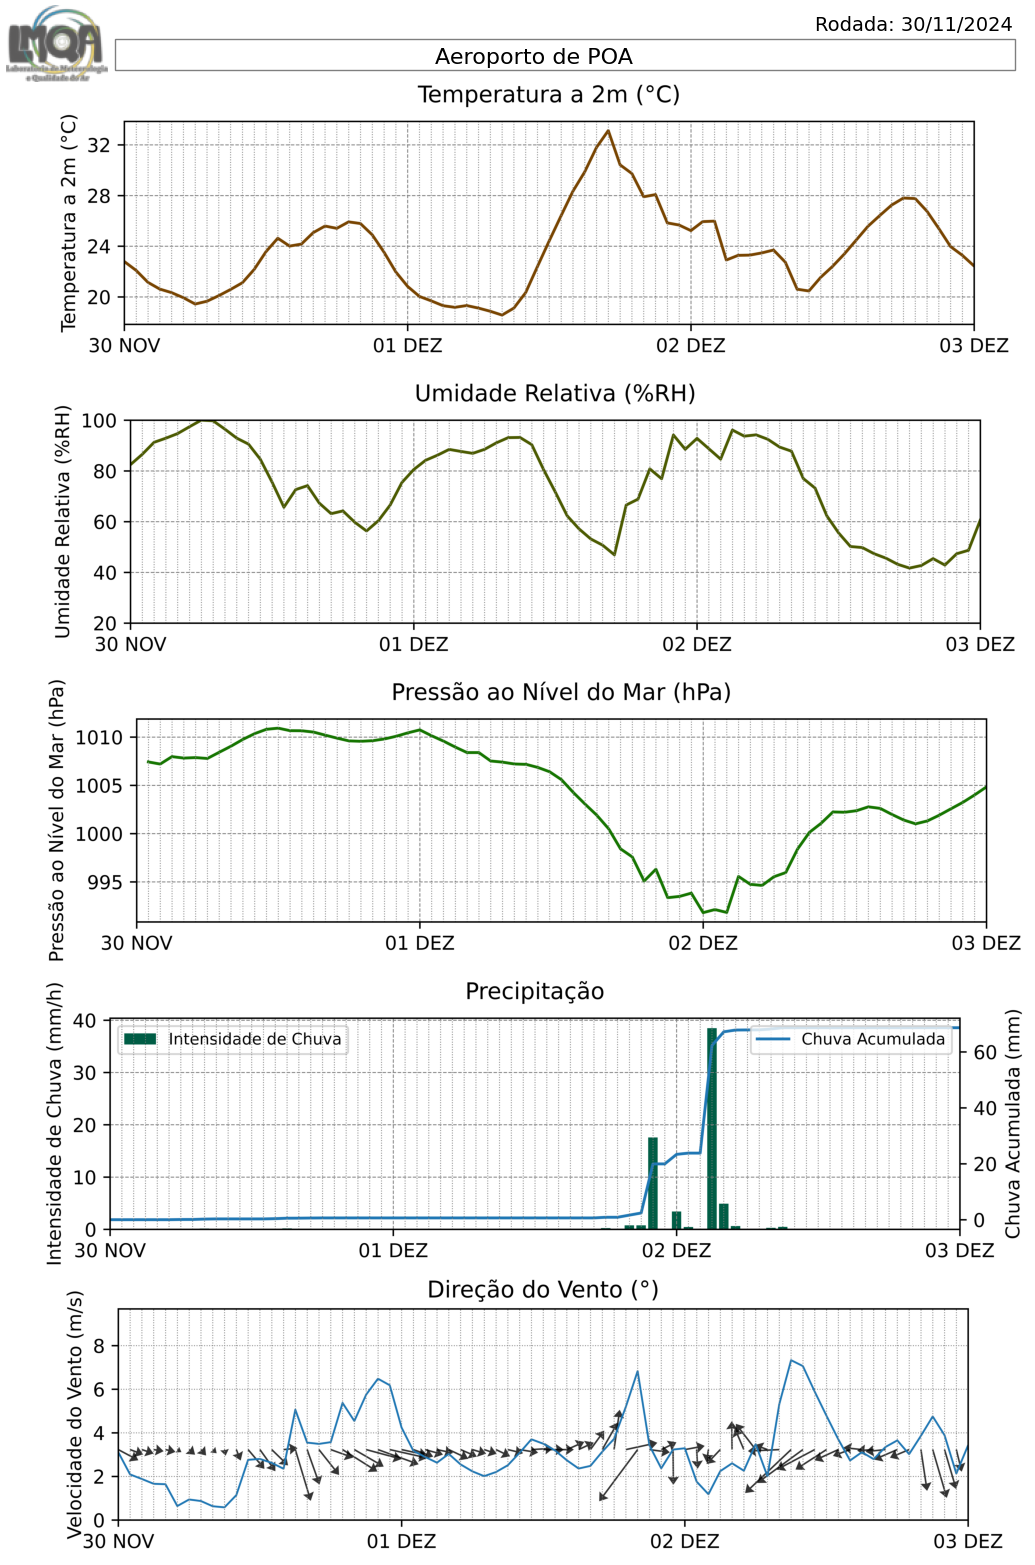 LMQA
Laboratório de Meteorologia
e Qualidade do Ar
Rodada: 30/11/2024
Aeroporto de POA
Temperatura a 2m (°C)
Temperatura a 2m (°C)
32
28
24
20
30 NOV 01 DEZ 02 DEZ 03 DEZ
Umidade Relativa (%RH)
Umidade Relativa (%RH)
100
80
60
40
20
30 NOV 01 DEZ 02 DEZ 03 DEZ
Pressão ao Nível do Mar (hPa)
Pressão ao Nível do Mar (hPa)
1010
1005
1000
995
30 NOV 01 DEZ 02 DEZ 03 DEZ
Precipitação
Intensidade de Chuva (mm/h)
40
30
20
10
0
Intensidade de Chuva
Chuva Acumulada
60
40
20
0
Chuva Acumulada (mm)
30 NOV 01 DEZ 02 DEZ 03 DEZ
Direção do Vento (°)
Velocidade do Vento (m/s)
8
6
4
2
0
30 NOV 01 DEZ 02 DEZ 03 DEZ